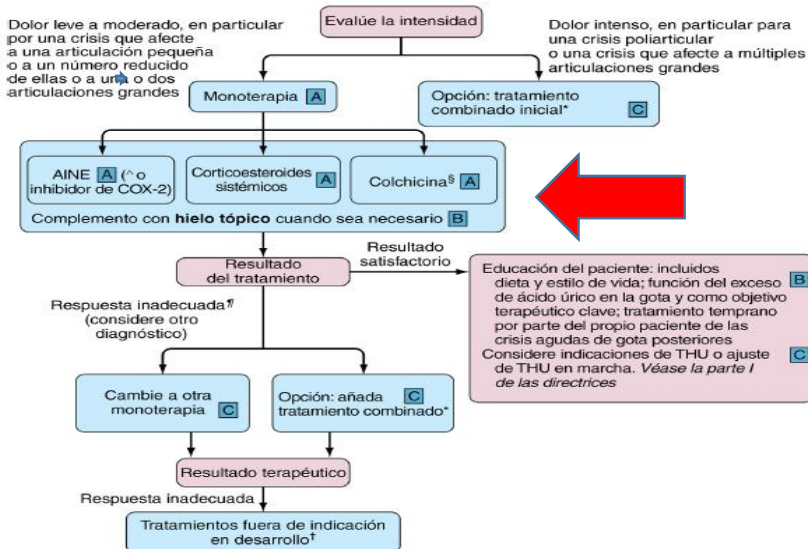 Dolor leve a moderado, en particular
por una crisis que afecte
a una articulación pequeña
o a un número reducido
de ellas o a una o dos
articulaciones grandes
Evalúe la intensidad
Dolor intenso, en particular para
una crisis poliarticular
o una crisis que afecte a múltiples
articulaciones grandes
Monoterapia A
Opción: tratamiento
combinado inicial* C
AINE A (^ o
inhibidor de COX-2)
Corticoesteroides
sistémicos A
Colchicina§ A
Complemento con hielo tópico cuando sea necesario B
Resultado
del tratamiento
Resultado
satisfactorio
Educación del paciente: incluidos
dieta y estilo de vida; función del exceso B
de ácido úrico en la gota y como objetivo
terapéutico clave; tratamiento temprano
por parte del propio paciente de las
crisis agudas de gota posteriores
Considere indicaciones de THU o ajuste C
de THU en marcha. Véase la parte I
de las directrices
Respuesta inadecuada¶
(considere otro
diagnóstico)
Cambie a otra
monoterapia C
Opción: añada C
tratamiento combinado*
Resultado terapéutico
Respuesta inadecuada
Tratamientos fuera de indicación
en desarrollo†